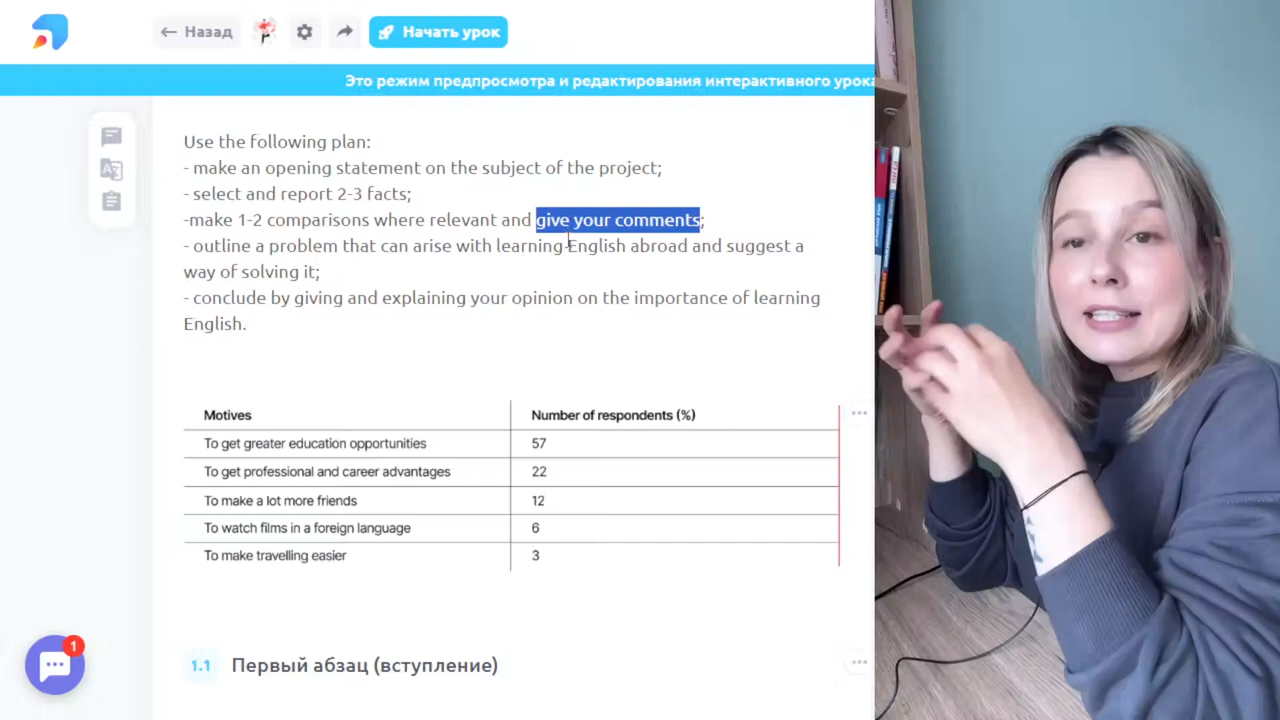 Назад
Начать урок
Это режим предпросмотра и редактирования интерактивного урока
Use the following plan:
- make an opening statement on the subject of the project;
- select and report 2-3 facts;
-make 1-2 comparisons where relevant and give your comments;
- outline a problem that can arise with learning English abroad and suggest a
way of solving it;
- conclude by giving and explaining your opinion on the importance of learning
English.
Motives Number of respondents (%)
To get greater education opportunities 57
To get professional and career advantages 22
To make a lot more friends 12
To watch films in a foreign language 6
To make travelling easier 3
1
1.1 Первый абзац (вступление)